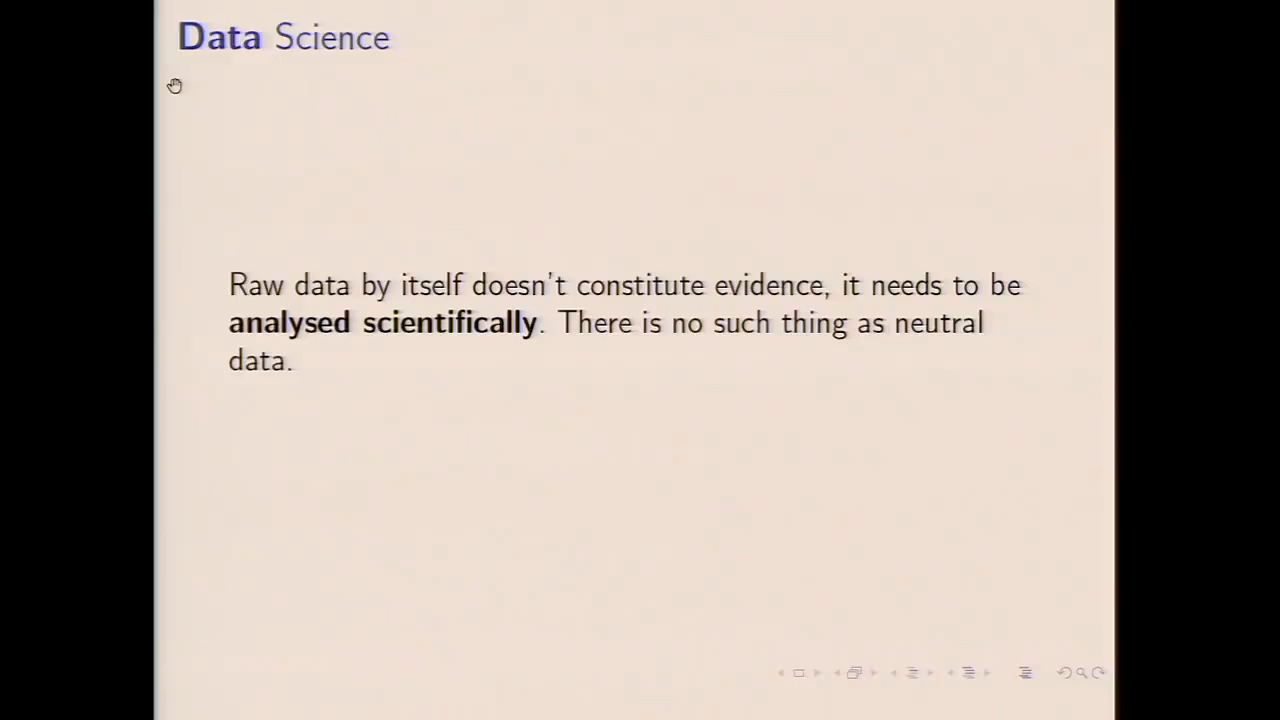 Data Science
Raw data by itself doesn't constitute evidence, it needs to be
analysed scientifically. There is no such thing as neutral
data.